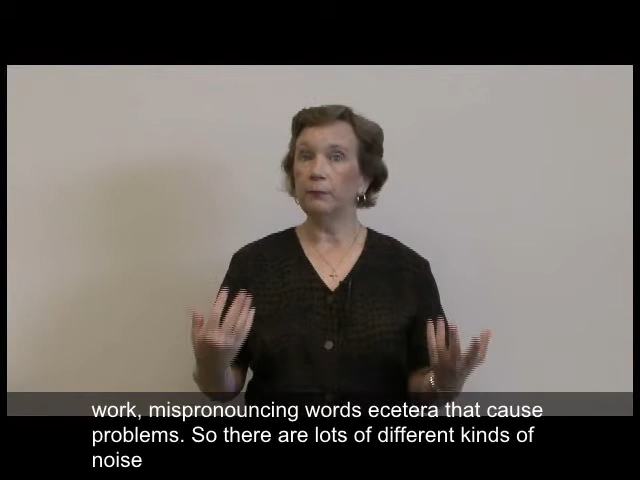 work, mispronouncing words ecetera that cause
problems. So there are lots of different kinds of
noise